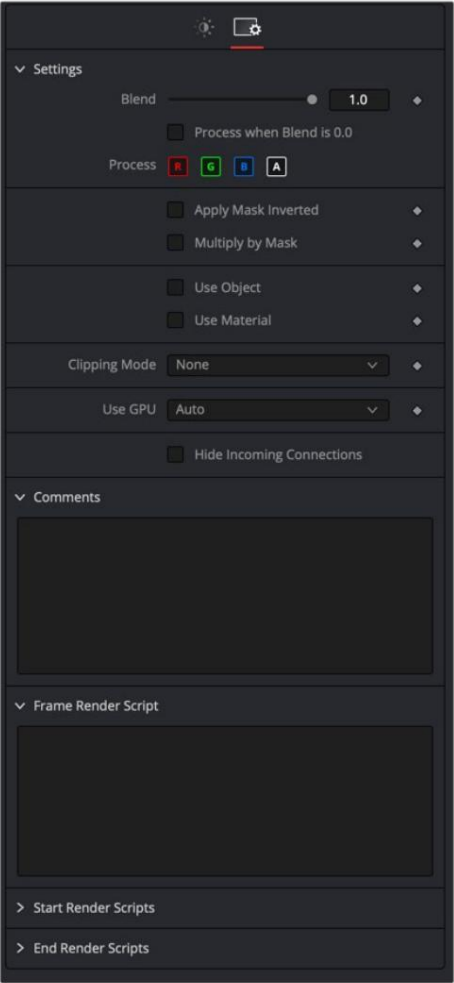 Settings
Blend 1.0
Process when Blend is 0.0
Process R G B A
Apply Mask Inverted
Multiply by Mask
Use Object
Use Material
Clipping Mode None
Use GPU Auto
Hide Incoming Connections
Comments
Frame Render Script
Start Render Scripts
End Render Scripts